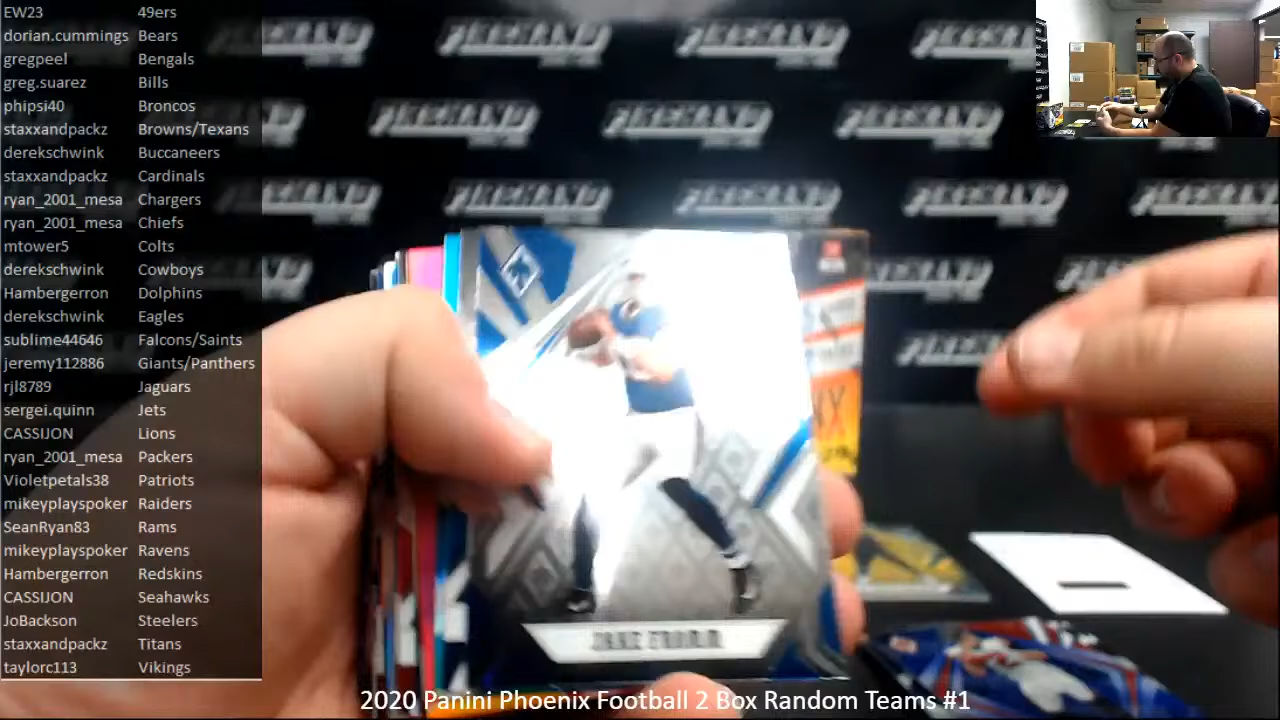 EW23 49ers
dorian.cummings Bears
gregpeel Bengals
greg.suarez Bills
phipsi40 Broncos
staxxandpackz Browns/Texans
derekschwink Buccaneers
staxxandpackz Cardinals
ryan_2001_mesa Chargers
ryan_2001_mesa Chiefs
mtower5 Colts
derekschwink Cowboys
Hambergerron Dolphins
derekschwink Eagles
sublime44646 Falcons/Saints
jeremy112886 Giants/Panthers
rjl8789 Jaguars
sergei.quinn Jets
CASSIJON Lions
ryan_2001_mesa Packers
Violetpetals38 Patriots
mikeyplayspoker Raiders
SeanRyan83 Rams
mikeyplayspoker Ravens
Hambergerron Redskins
CASSIJON Seahawks
JoBackson Steelers
staxxandpackz Titans
taylorc113 Vikings
2020 Panini Phoenix Football 2 Box Random Teams #1